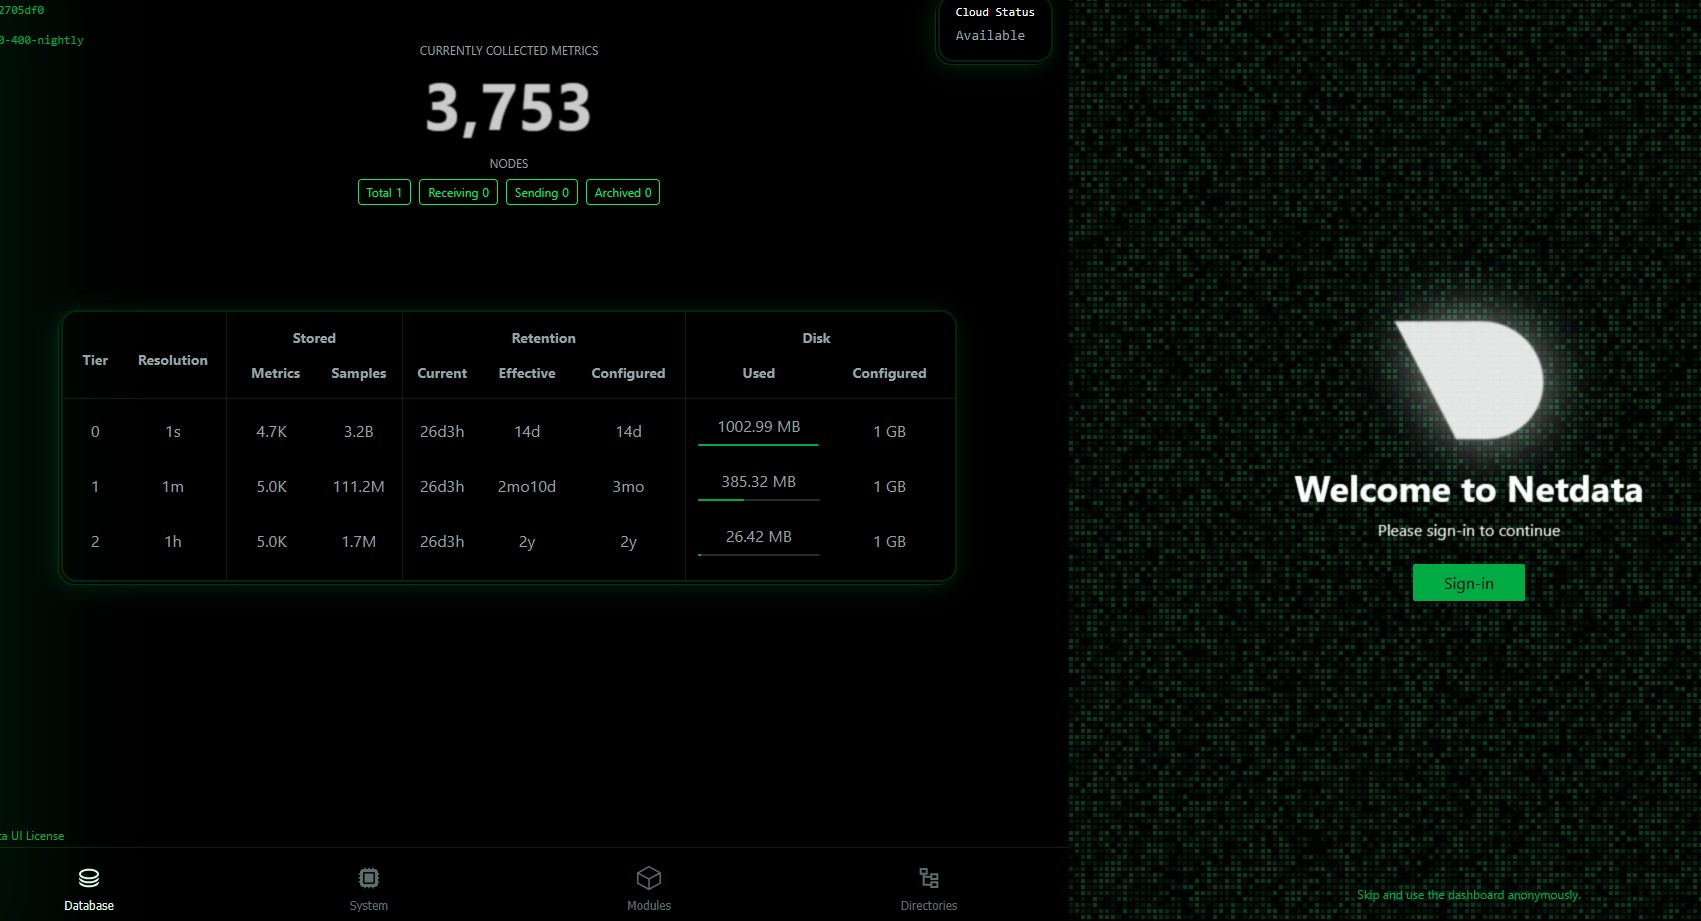 2705df0
0-400-nightly
Cloud Status
Available
CURRENTLY COLLECTED METRICS
3,753
NODES
Total 1 Receiving 0 Sending 0 Archived 0
Stored Retention Disk
Tier Resolution
Metrics Samples Current Effective Configured Used Configured
0 1s 4.7K 3.2B 26d3h 14d 14d 1002.99 MB 1 GB
1 1m 5.0K 111.2M 26d3h 2mo10d 3mo 385.32 MB 1 GB
2 1h 5.0K 1.7M 26d3h 2y 2y 26.42 MB 1 GB
ta UI License
Database System Modules Directories
Welcome to Netdata
Please sign-in to continue
Sign-in
Skip and use the dashboard anonymously.